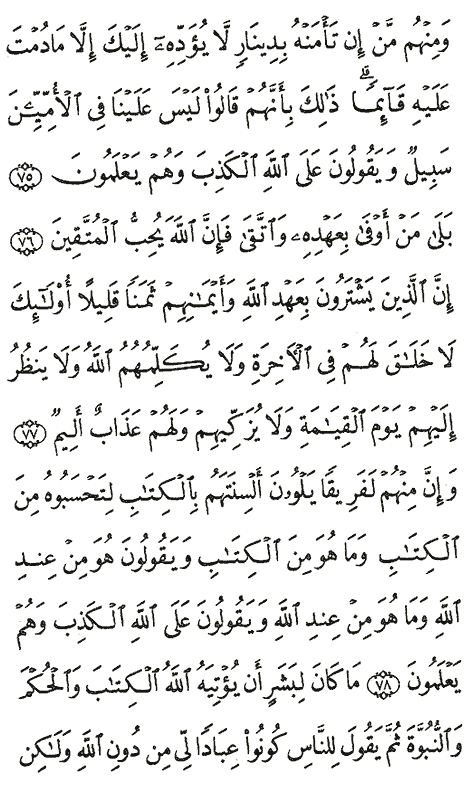 وَمِنْهُم مَّنْ إِن تَأْمَنْهُ بِدِينَارٍ لَّا يُؤَدِّهِۦٓ إِلَيْكَ إِلَّا مَا دُمْتَ
عَلَيْهِ قَآئِمًا ۗ ذَٰلِكَ بِأَنَّهُمْ قَالُوا۟ لَيْسَ عَلَيْنَا فِى ٱلْأُمِّيِّـۧنَ
سَبِيلٌ وَيَقُولُونَ عَلَى ٱللَّهِ ٱلْكَذِبَ وَهُمْ يَعْلَمُونَ ٧٥
بَلَىٰ مَنْ أَوْفَىٰ بِعَهْدِهِۦ وَٱتَّقَىٰ فَإِنَّ ٱللَّهَ يُحِبُّ ٱلْمُتَّقِينَ ٧٦
إِنَّ ٱلَّذِينَ يَشْتَرُونَ بِعَهْدِ ٱللَّهِ وَأَيْمَـٰنِهِمْ ثَمَنًا قَلِيلًا أُو۟لَـٰٓئِكَ
لَا خَلَـٰقَ لَهُمْ فِى ٱلْـَٔاخِرَةِ وَلَا يُكَلِّمُهُمُ ٱللَّهُ وَلَا يَنظُرُ
إِلَيْهِمْ يَوْمَ ٱلْقِيَـٰمَةِ وَلَا يُزَكِّيهِمْ وَلَهُمْ عَذَابٌ أَلِيمٌ ٧٧
وَإِنَّ مِنْهُمْ لَفَرِيقًا يَلْوُۥنَ أَلْسِنَتَهُم بِٱلْكِتَـٰبِ لِتَحْسَبُوهُ مِنَ
ٱلْكِتَـٰبِ وَمَا هُوَ مِنَ ٱلْكِتَـٰبِ وَيَقُولُونَ هُوَ مِنْ عِندِ
ٱللَّهِ وَمَا هُوَ مِنْ عِندِ ٱللَّهِ وَيَقُولُونَ عَلَى ٱللَّهِ ٱلْكَذِبَ وَهُمْ
يَعْلَمُونَ ٧٨ مَا كَانَ لِبَشَرٍ أَن يُؤْتِيَهُ ٱللَّهُ ٱلْكِتَـٰبَ وَٱلْحُكْمَ
وَٱلنُّبُوَّةَ ثُمَّ يَقُولَ لِلنَّاسِ كُونُوا۟ عِبَادًا لِّى مِن دُونِ ٱللَّهِ وَلَـٰكِن